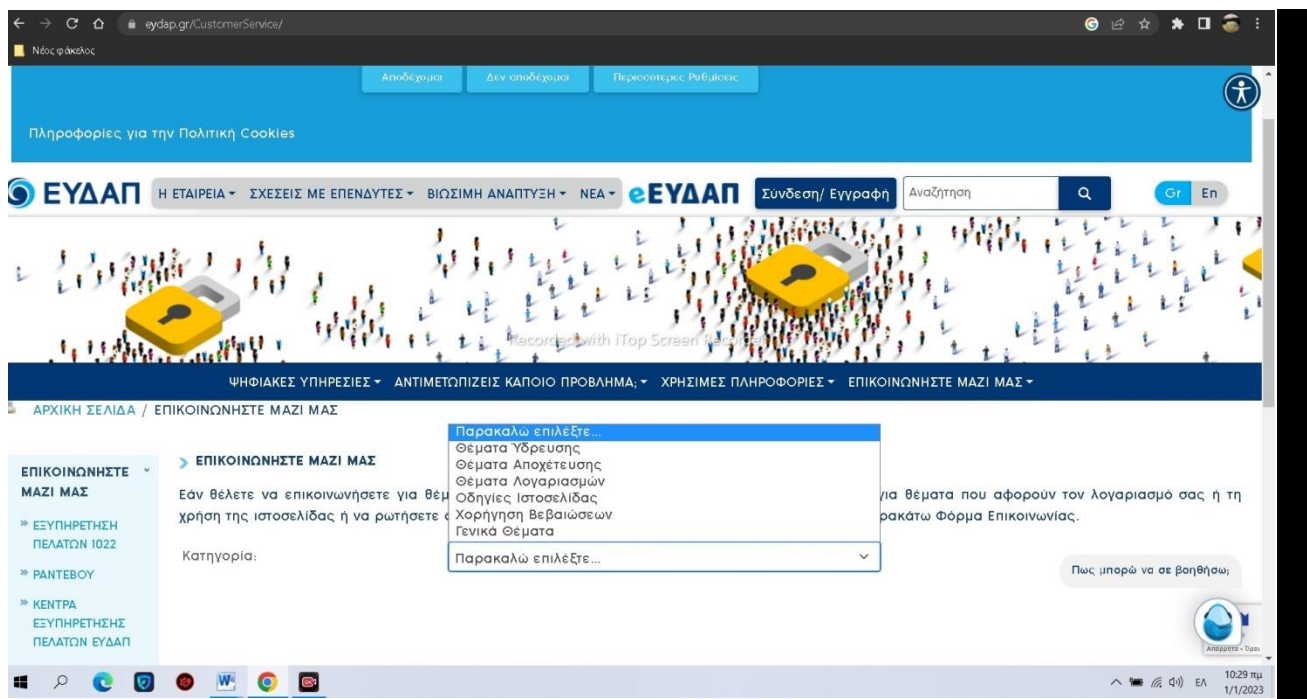 eydap.gr/CustomerService/
Νέος φάκελος
Αποδέχομαι Δεν αποδέχομαι Περισσότερες Ρυθμίσεις
Πληροφορίες για την Πολιτική Cookies
ΕΥΔΑΠ Η ΕΤΑΙΡΕΙΑ ΣΧΕΣΕΙΣ ΜΕ ΕΠΕΝΔΥΤΕΣ ΒΙΩΣΙΜΗ ΑΝΑΠΤΥΞΗ ΝΕΑ eΕΥΔΑΠ Σύνδεση/ Εγγραφή Αναζήτηση Gr En
Recorded with iTop Screen Recorder
ΨΗΦΙΑΚΕΣ ΥΠΗΡΕΣΙΕΣ ΑΝΤΙΜΕΤΩΠΙΖΕΙΣ ΚΑΠΟΙΟ ΠΡΟΒΛΗΜΑ; ΧΡΗΣΙΜΕΣ ΠΛΗΡΟΦΟΡΙΕΣ ΕΠΙΚΟΙΝΩΝΗΣΤΕ ΜΑΖΙ ΜΑΣ
ΑΡΧΙΚΗ ΣΕΛΙΔΑ / ΕΠΙΚΟΙΝΩΝΗΣΤΕ ΜΑΖΙ ΜΑΣ
ΕΠΙΚΟΙΝΩΝΗΣΤΕ
ΜΑΖΙ ΜΑΣ
» ΕΞΥΠΗΡΕΤΗΣΗ
ΠΕΛΑΤΩΝ 1022
» ΡΑΝΤΕΒΟΥ
» ΚΕΝΤΡΑ
ΕΞΥΠΗΡΕΤΗΣΗΣ
ΠΕΛΑΤΩΝ ΕΥΔΑΠ
ΕΠΙΚΟΙΝΩΝΗΣΤΕ ΜΑΖΙ ΜΑΣ
Εάν θέλετε να επικοινωνήσετε για θέμ για θέματα που αφορούν τον λογαριασμό σας ή τη
χρήση της ιστοσελίδας ή να ρωτήσετε ρακάτω Φόρμα Επικοινωνίας.
Παρακαλώ επιλέξτε...
Θέματα Ύδρευσης
Θέματα Αποχέτευσης
Θέματα Λογαριασμών
Οδηγίες Ιστοσελίδας
Χορήγηση Βεβαιώσεων
Γενικά Θέματα
Κατηγορία: Παρακαλώ επιλέξτε...
Πως μπορώ να σε βοηθήσω;
Απόρρητο - Όροι
10:29 πμ
ΕΛ 1/1/2023